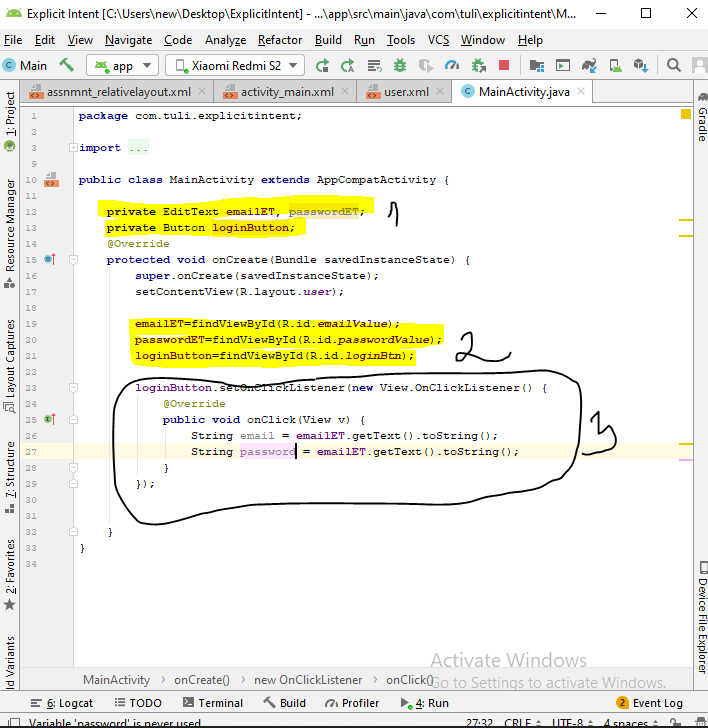 Explicit Intent [C:\Users\new\Desktop\ExplicitIntent] - ...\app\src\main\java\com\tuli\explicitintent\M...
File Edit View Navigate Code Analyze Refactor Build Run Tools VCS Window Help
Main app Xiaomi Redmi S2
assnmnt_relativelayout.xml activity_main.xml user.xml MainActivity.java
1: Project
Resource Manager
Layout Captures
7: Structure
2: Favorites
ld Variants
Gradle
Device File Explorer
1 package com.tuli.explicitintent;
2
3 import ...
9
10 public class MainActivity extends AppCompatActivity {
11
12 private EditText emailET, passwordET; 1
13 private Button loginButton;
14 @Override
15 protected void onCreate(Bundle savedInstanceState) {
16 super.onCreate(savedInstanceState);
17 setContentView(R.layout.user);
18
19 emailET=findViewById(R.id.emailValue);
20 passwordET=findViewById(R.id.passwordValue); 2
21 loginButton=findViewById(R.id.loginBtn);
22
23 loginButton.setOnClickListener(new View.OnClickListener() {
24 @Override
25 public void onClick(View v) {
26 String email = emailET.getText().toString(); 3
27 String password = emailET.getText().toString();
28 }
29 });
30
31
32 }
33 }
34
Activate Windows
Go to Settings to activate Windows.
MainActivity onCreate() new OnClickListener onClick()
6: Logcat TODO Terminal Build Profiler 4: Run 2 Event Log
Variable 'password' is never used 27:32 CRLF UTF-8 4 spaces